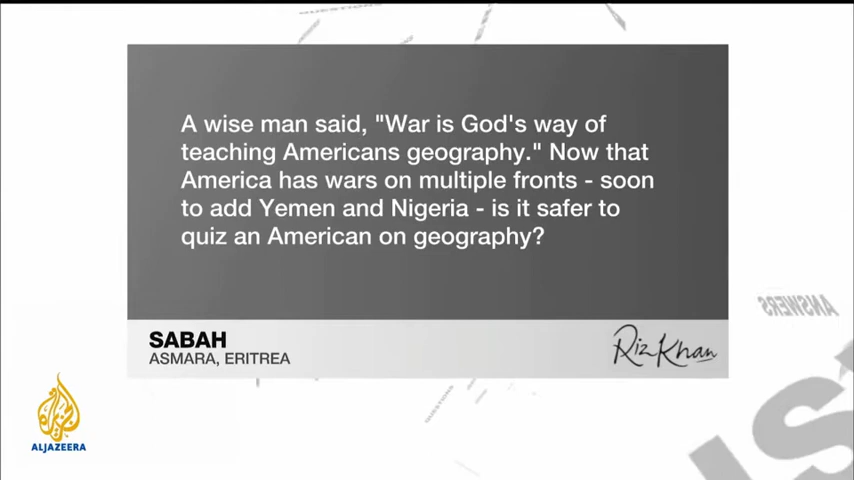 A wise man said, "War is God's way of
teaching Americans geography." Now that
America has wars on multiple fronts - soon
to add Yemen and Nigeria - is it safer to
quiz an American on geography?
ANSWERS
SABAH
ASMARA, ERITREA
Riz Khan
QUESTIONS
ALJAZEERA